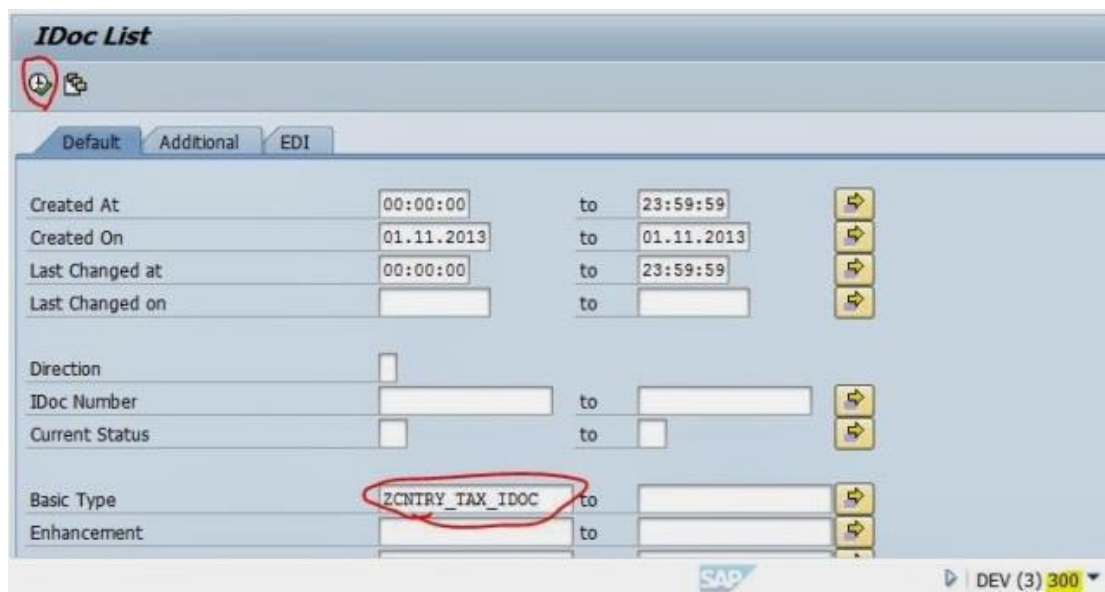 IDoc List
Default Additional EDI
Created At 00:00:00 to 23:59:59
Created On 01.11.2013 to 01.11.2013
Last Changed at 00:00:00 to 23:59:59
Last Changed on to
Direction
IDoc Number to
Current Status to
Basic Type ZCNTRY_TAX_IDOC to
Enhancement to
SAP DEV (3) 300